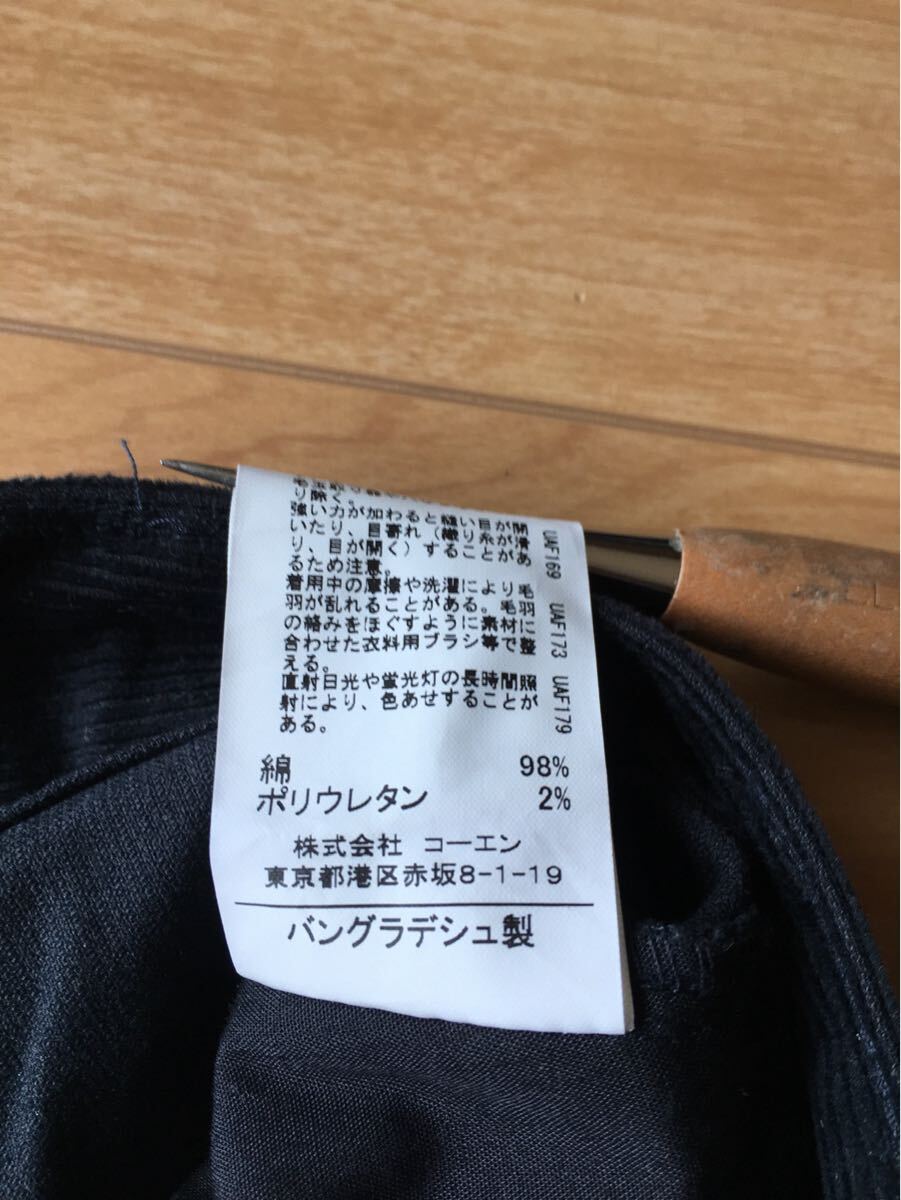 り除く。
強い力が加わると縫い目が開
いたり、目寄れ（織り糸が滑
り、目が開く）することがあ
るため注意。
着用中の摩擦や洗濯により毛
羽が乱れることがある。毛羽
の絡みをほぐすように素材に
合わせた衣料用ブラシ等で整
える。
直射日光や蛍光灯の長時間照
射により、色あせすることが
ある。
UAF169 UAF173 UAF179
綿 98%
ポリウレタン 2%
株式会社 コーエン
東京都港区赤坂8-1-19
バングラデシュ製